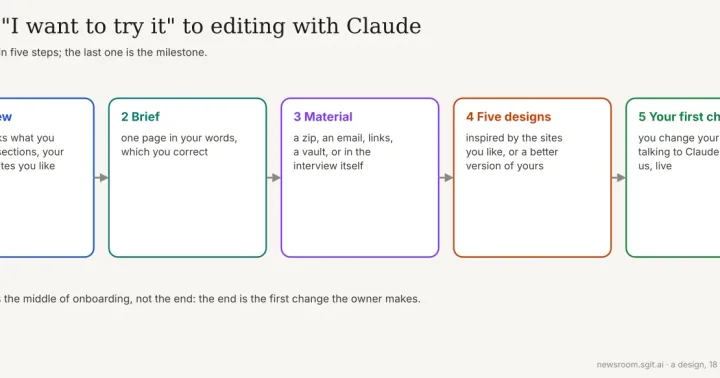 "I want to try it" to editing with Claude
in five steps; the last one is the milestone.
2 Brief
one page in your words,
which you correct
3 Material
a zip, an email, links,
a vault, or in the
interview itself
4 Five designs
inspired by the sites
you like, or a better
version of yours
5 Your first
you change your
talking to Claude
us, live
what you
sections, your
you like
the middle of onboarding, not the end: the end is the first change the owner makes.
newsroom.sgit.ai · a design, 18